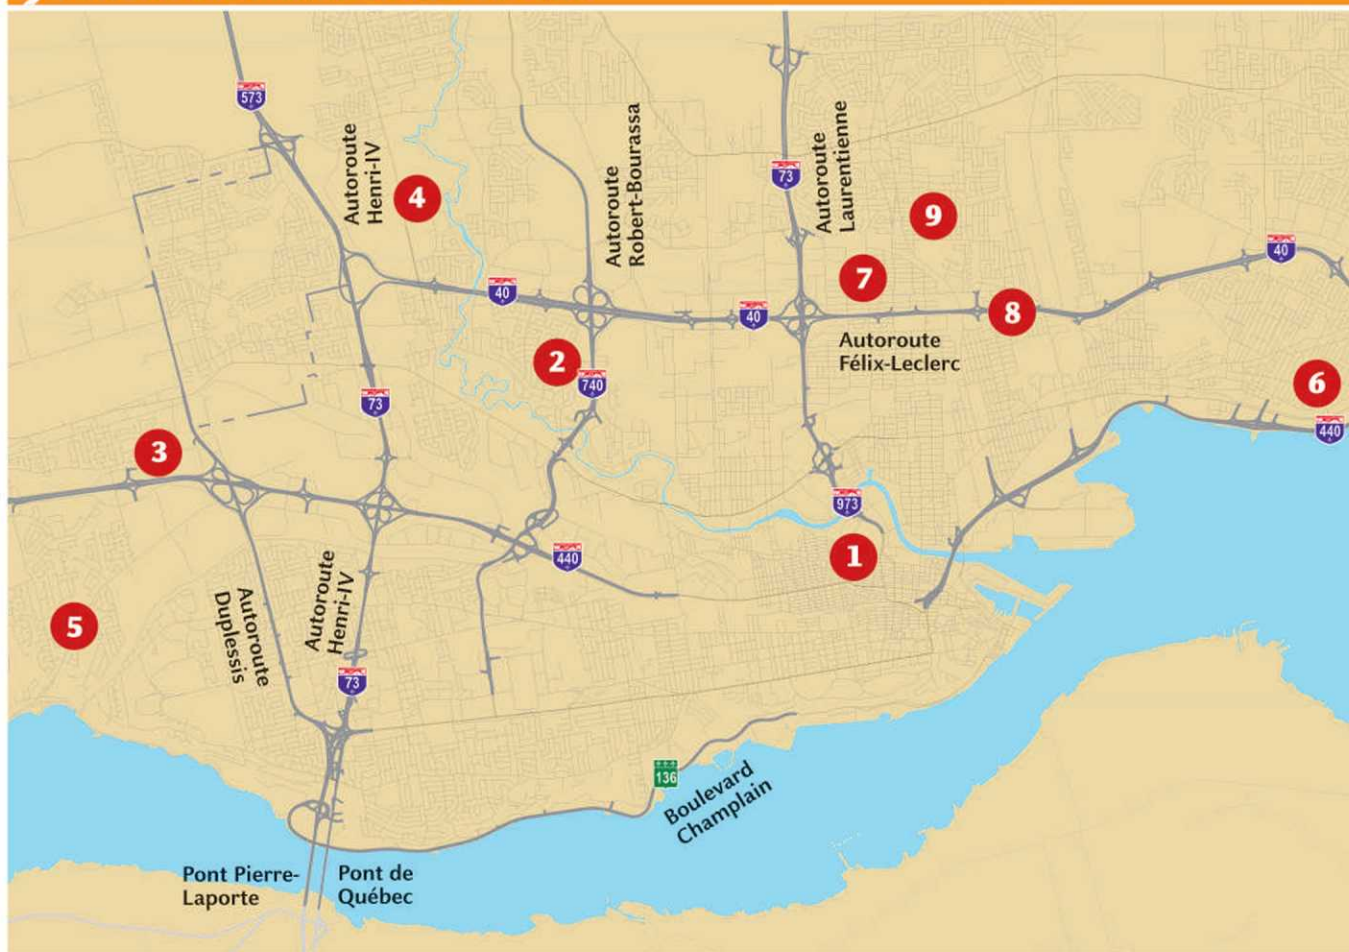 573
Autoroute
Henri-IV
4
Autoroute
Robert-Bourassa
73
Autoroute
Laurentienne
9
7
40
40
40
8
Autoroute
Félix-Leclerc
2
740
6
440
73
3
973
1
440
5
Autoroute
Duplessis
Autoroute
Henri-IV
73
136
Boulevard
Champlain
Pont Pierre-
Laporte
Pont de
Québec